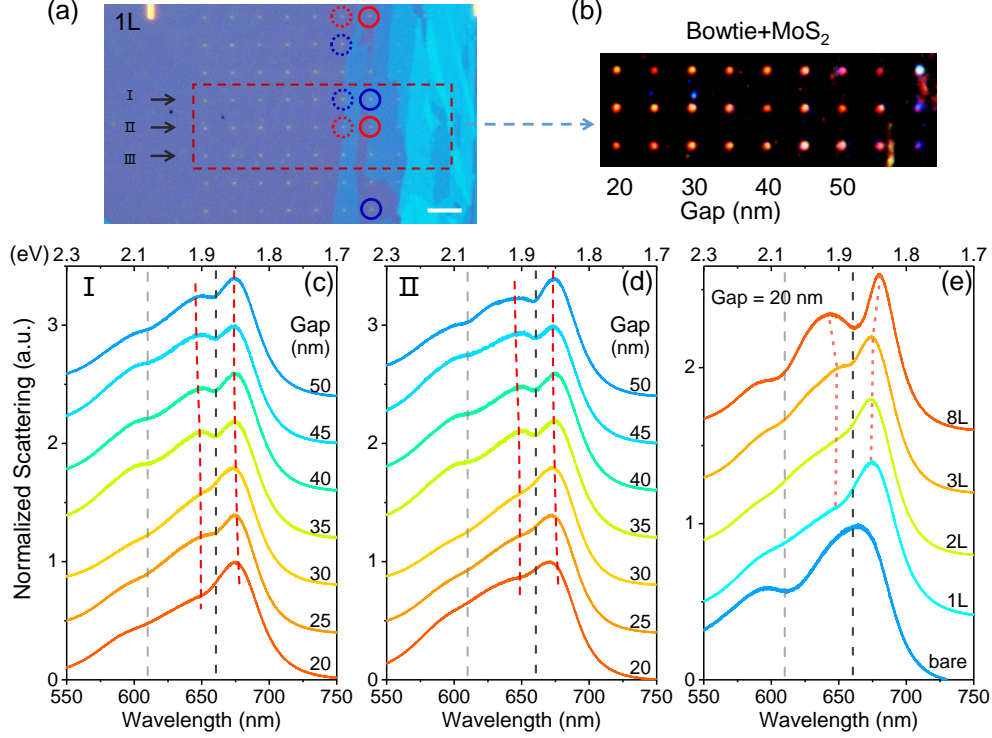 (a)
1L
I
II
III
(b)
Bowtie+MoS2
20 30 40 50
Gap (nm)
(eV) 2.3 2.1 1.9 1.8 1.7
I
(c)
Gap
(nm)
50
45
40
35
30
25
20
3
2
1
0
Normalized Scattering (a.u.)
550 600 650 700 750
Wavelength (nm)
2.3 2.1 1.9 1.8 1.7
II
(d)
Gap
(nm)
50
45
40
35
30
25
20
3
2
1
0
550 600 650 700 750
Wavelength (nm)
2.3 2.1 1.9 1.8 1.7
(e)
Gap = 20 nm
8L
3L
2L
1L
bare
2
1
0
550 600 650 700 750
Wavelength (nm)